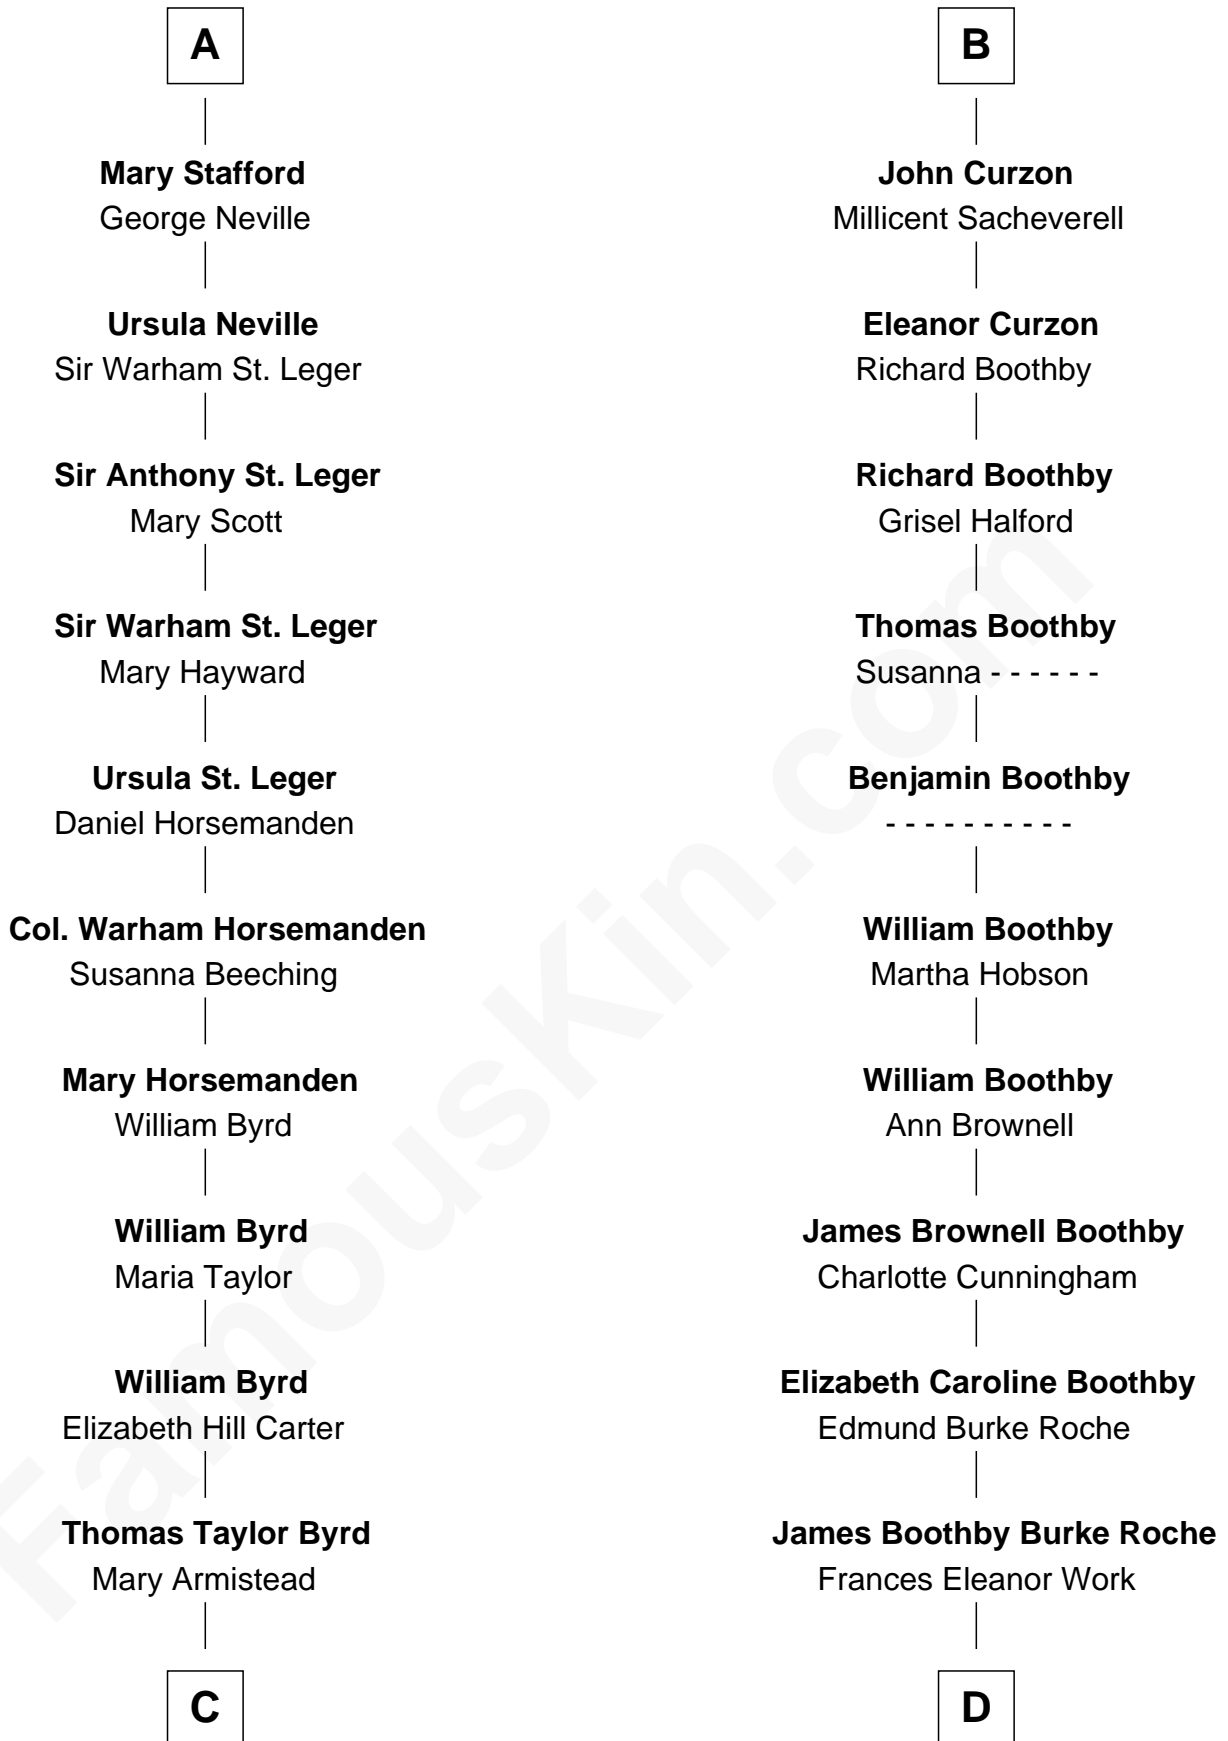 A
Mary Stafford
George Neville
Ursula Neville
Sir Warham St. Leger
Sir Anthony St. Leger
Mary Scott
Sir Warham St. Leger
Mary Hayward
Ursula St. Leger
Daniel Horsemanden
Col. Warham Horsemanden
Susanna Beeching
Mary Horsemanden
William Byrd
William Byrd
Maria Taylor
William Byrd
Elizabeth Hill Carter
Thomas Taylor Byrd
Mary Armistead
C
B
John Curzon
Millicent Sacheverell
Eleanor Curzon
Richard Boothby
Richard Boothby
Grisel Halford
Thomas Boothby
Susanna - - - - - -
Benjamin Boothby
- - - - - - - - - -
William Boothby
Martha Hobson
William Boothby
Ann Brownell
James Brownell Boothby
Charlotte Cunningham
Elizabeth Caroline Boothby
Edmund Burke Roche
James Boothby Burke Roche
Frances Eleanor Work
D
FamousKin.com